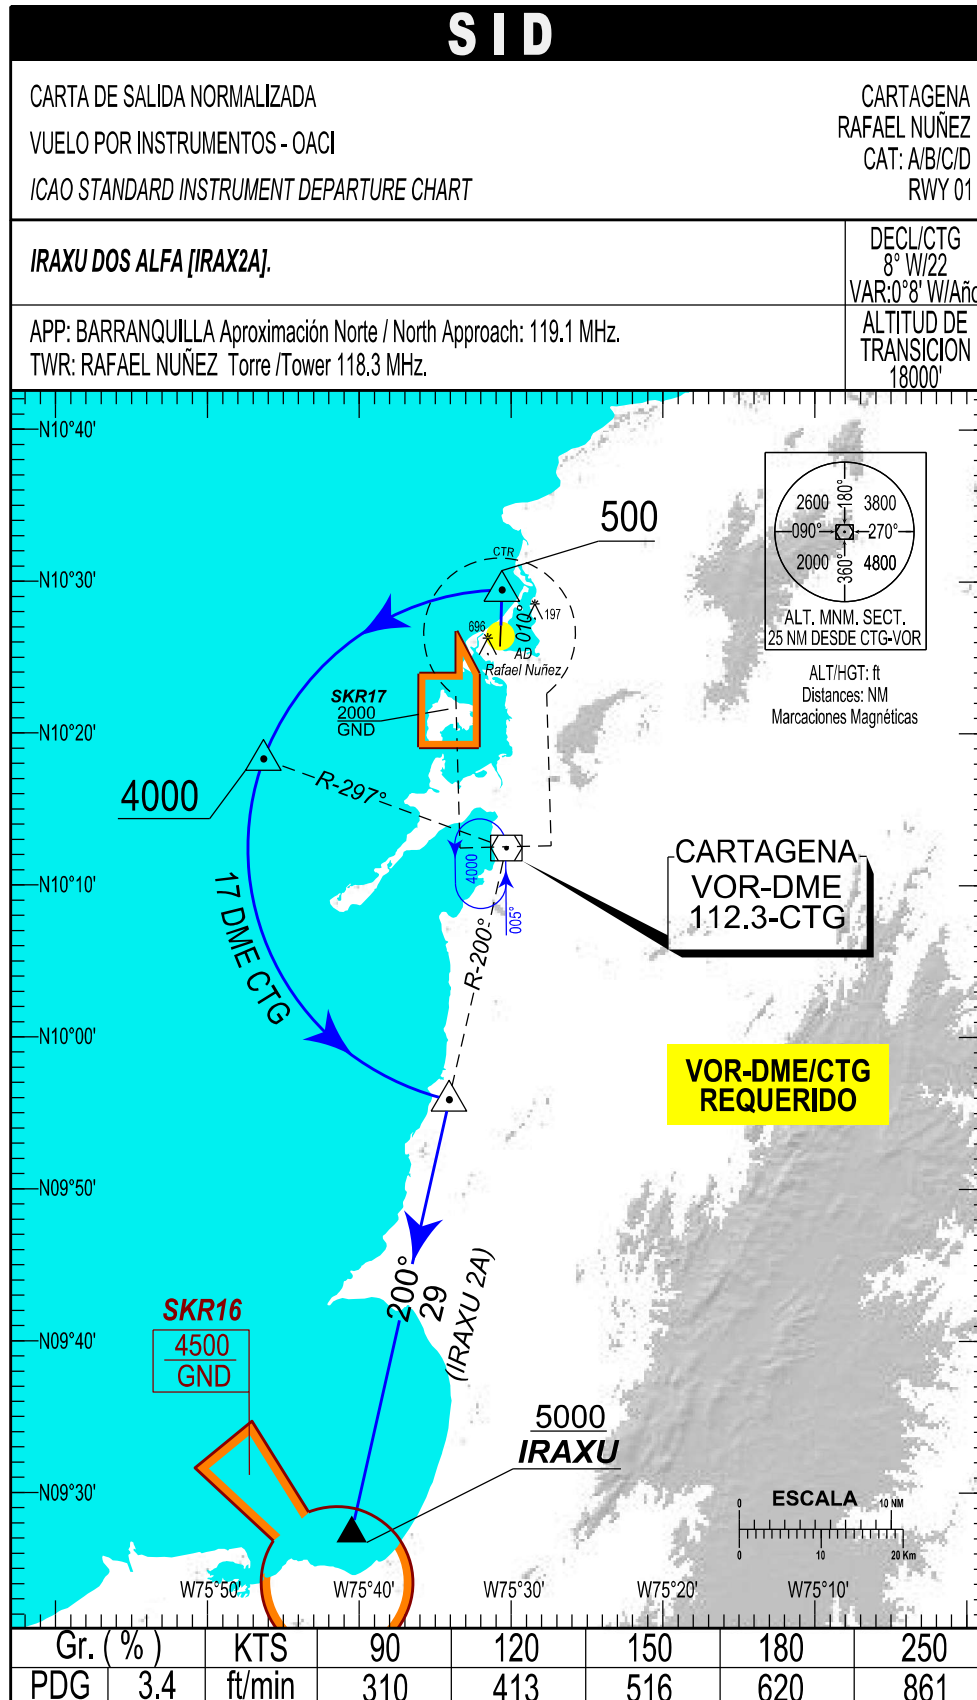 SID
CARTA DE SALIDA NORMALIZADA
VUELO POR INSTRUMENTOS - OACI
ICAO STANDARD INSTRUMENT DEPARTURE CHART
CARTAGENA
RAFAEL NUÑEZ
CAT: A/B/C/D
RWY 01
IRAXU DOS ALFA [IRAX2A].
DECL/CTG
8° W/22
VAR:0°8' W/Año
APP: BARRANQUILLA Aproximación Norte / North Approach: 119.1 MHz.
TWR: RAFAEL NUÑEZ Torre /Tower 118.3 MHz.
ALTITUD DE
TRANSICION
18000'
N10°40'
2600
180°
3800
090°
270°
2000
360°
4800
ALT. MNM. SECT.
25 NM DESDE CTG-VOR
ALT/HGT: ft
Distances: NM
Marcaciones Magnéticas
500
CTR
N10°30'
010°
197
696
AD
Rafael Nuñez
SKR17
2000
GND
N10°20'
4000
R-297°
4000
005°
CARTAGENA
VOR-DME
112.3-CTG
N10°10'
17 DME CTG
R-200°
N10°00'
VOR-DME/CTG
REQUERIDO
N09°50'
200°
29
(IRAXU 2A)
SKR16
4500
GND
N09°40'
5000
IRAXU
N09°30'
ESCALA
0
10 NM
0
10
20 Km
W75°50'
W75°40'
W75°30'
W75°20'
W75°10'
Gr. ( % ) KTS 90 120 150 180 250
PDG 3.4 ft/min 310 413 516 620 861